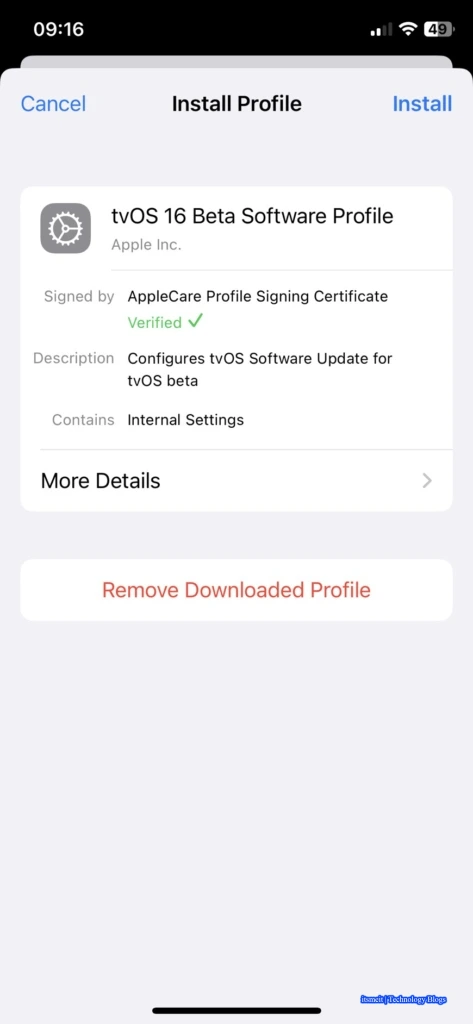 09:16
49
Cancel Install Profile Install
tvOS 16 Beta Software Profile
Apple Inc.
Signed by AppleCare Profile Signing Certificate
Verified
Description Configures tvOS Software Update for
tvOS beta
Contains Internal Settings
More Details
Remove Downloaded Profile
itsmeit | Technology Blogs